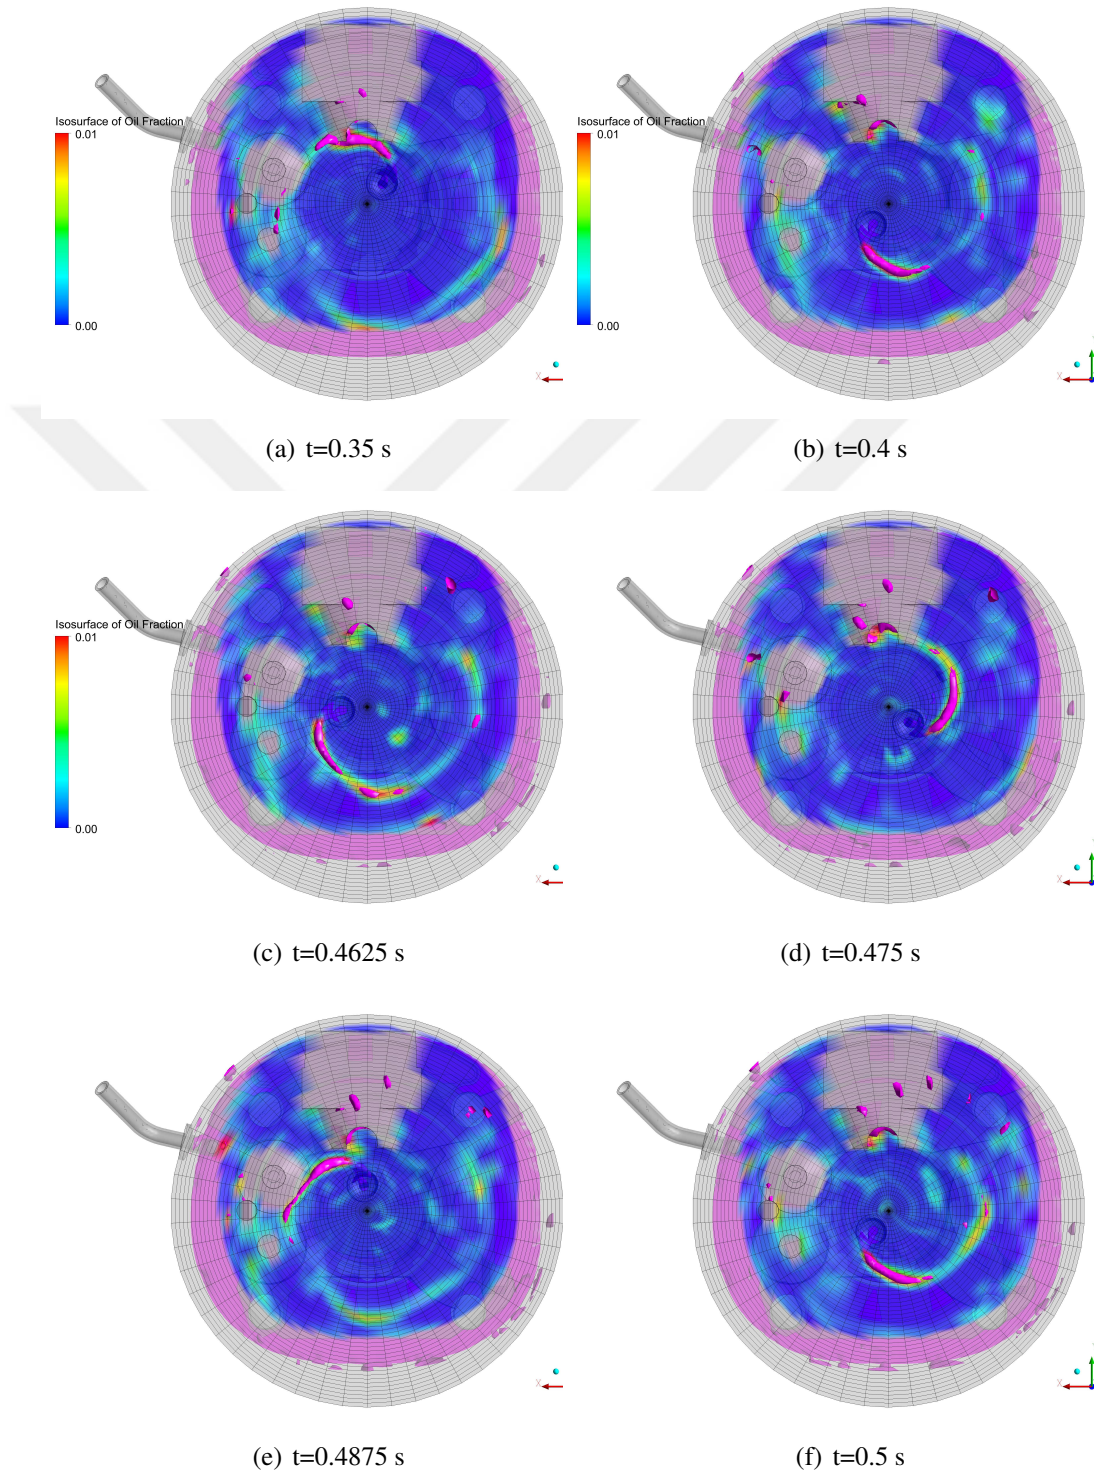 Isosurface of Oil Fraction
0.01
0.00
X
Isosurface of Oil Fraction
0.01
0.00
X
(a) t=0.35 s
(b) t=0.4 s
Isosurface of Oil Fraction
0.01
0.00
X
X
(c) t=0.4625 s
(d) t=0.475 s
X
X
(e) t=0.4875 s
(f) t=0.5 s